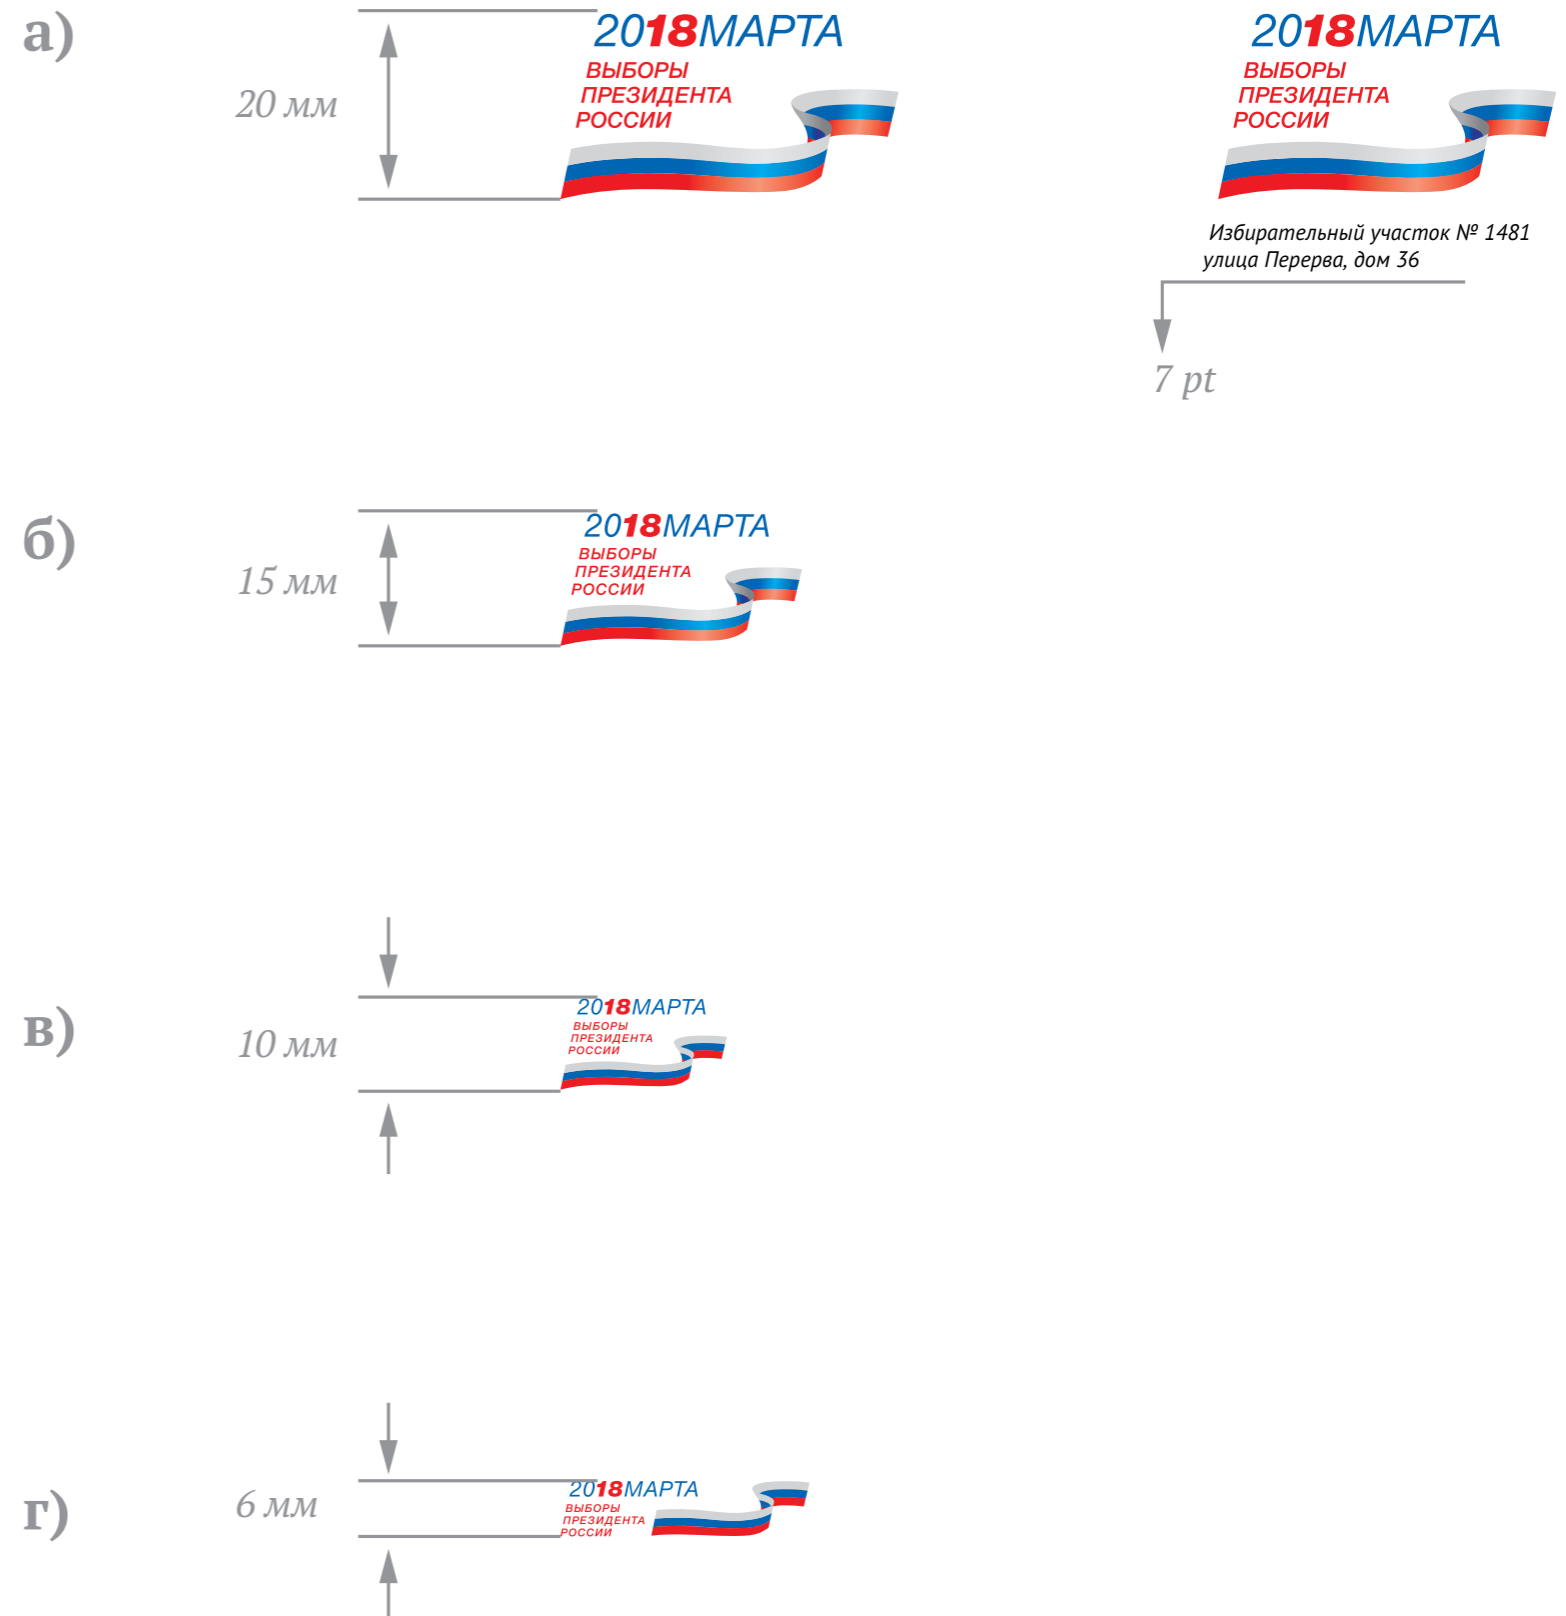 а)
20 мм
2018МАРТА
ВЫБОРЫ
ПРЕЗИДЕНТА
РОССИИ
2018МАРТА
ВЫБОРЫ
ПРЕЗИДЕНТА
РОССИИ
Избирательный участок № 1481
улица Перерва, дом 36
7 pt
б)
15 мм
2018МАРТА
ВЫБОРЫ
ПРЕЗИДЕНТА
РОССИИ
в)
10 мм
2018МАРТА
ВЫБОРЫ
ПРЕЗИДЕНТА
РОССИИ
г)
6 мм
2018МАРТА
ВЫБОРЫ
ПРЕЗИДЕНТА
РОССИИ